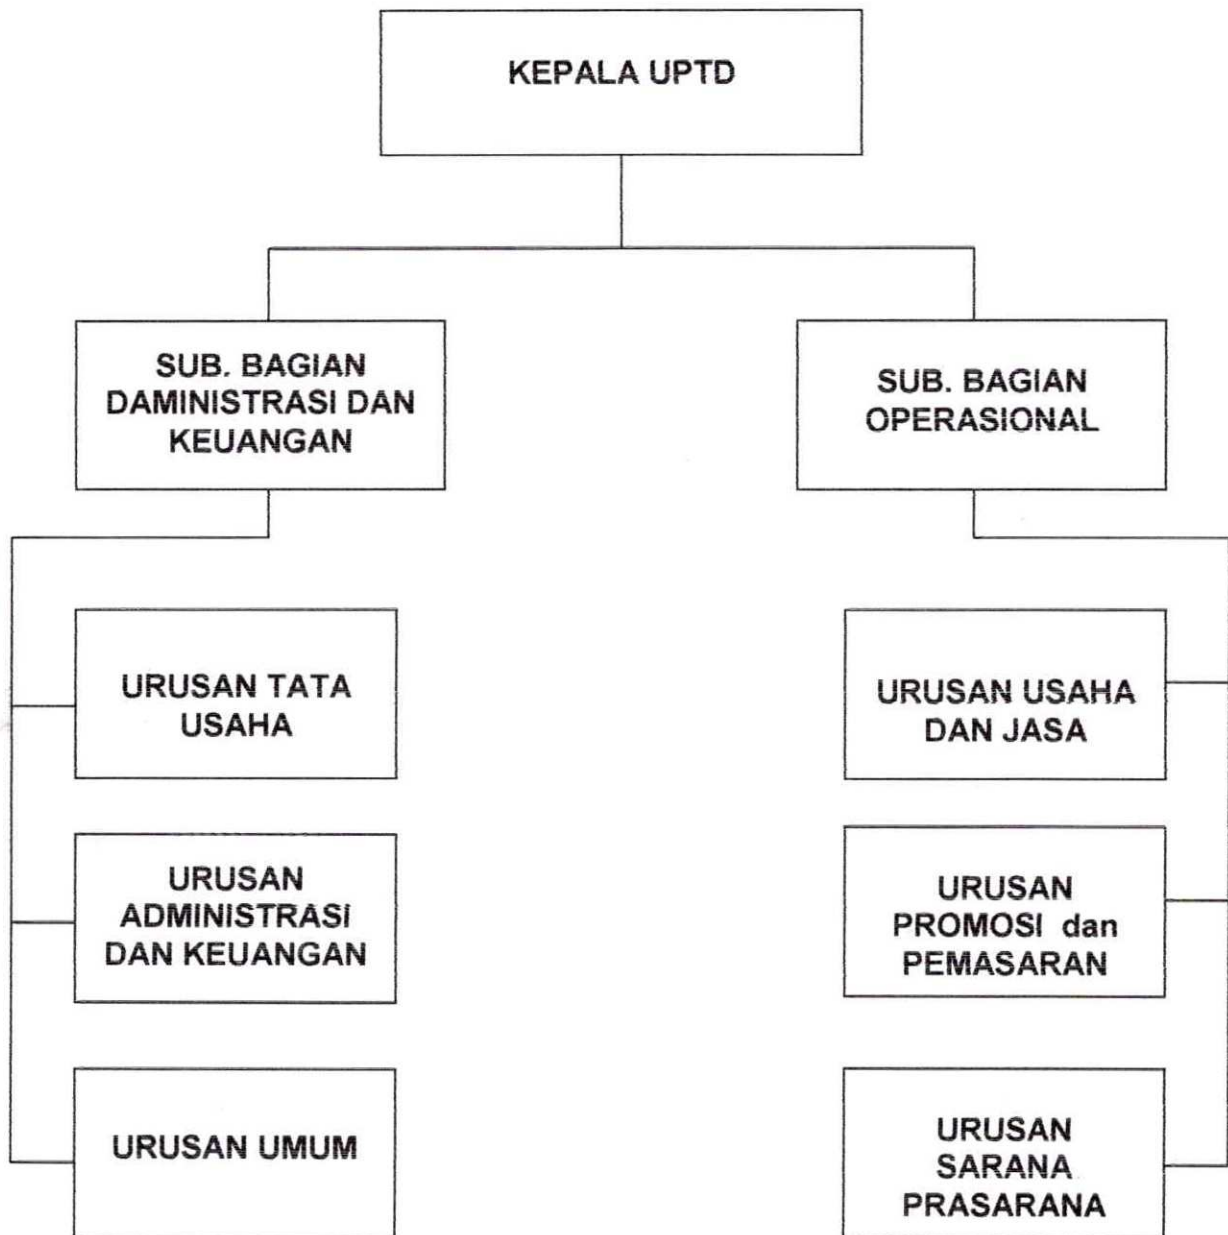 KEPALA UPTD
SUB. BAGIAN
DAMINISTRASI DAN
KEUANGAN
SUB. BAGIAN
OPERASIONAL
URUSAN TATA
USAHA
URUSAN USAHA
DAN JASA
URUSAN
ADMINISTRASI
DAN KEUANGAN
URUSAN
PROMOSI dan
PEMASARAN
URUSAN UMUM
URUSAN
SARANA
PRASARANA